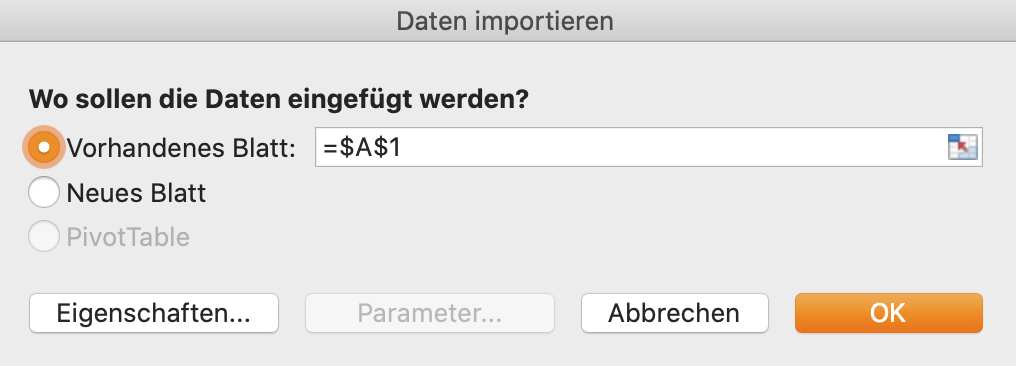 Daten importieren
Wo sollen die Daten eingefügt werden?
Vorhandenes Blatt: =$A$1
Neues Blatt
PivotTable
Eigenschaften... Parameter... Abbrechen OK